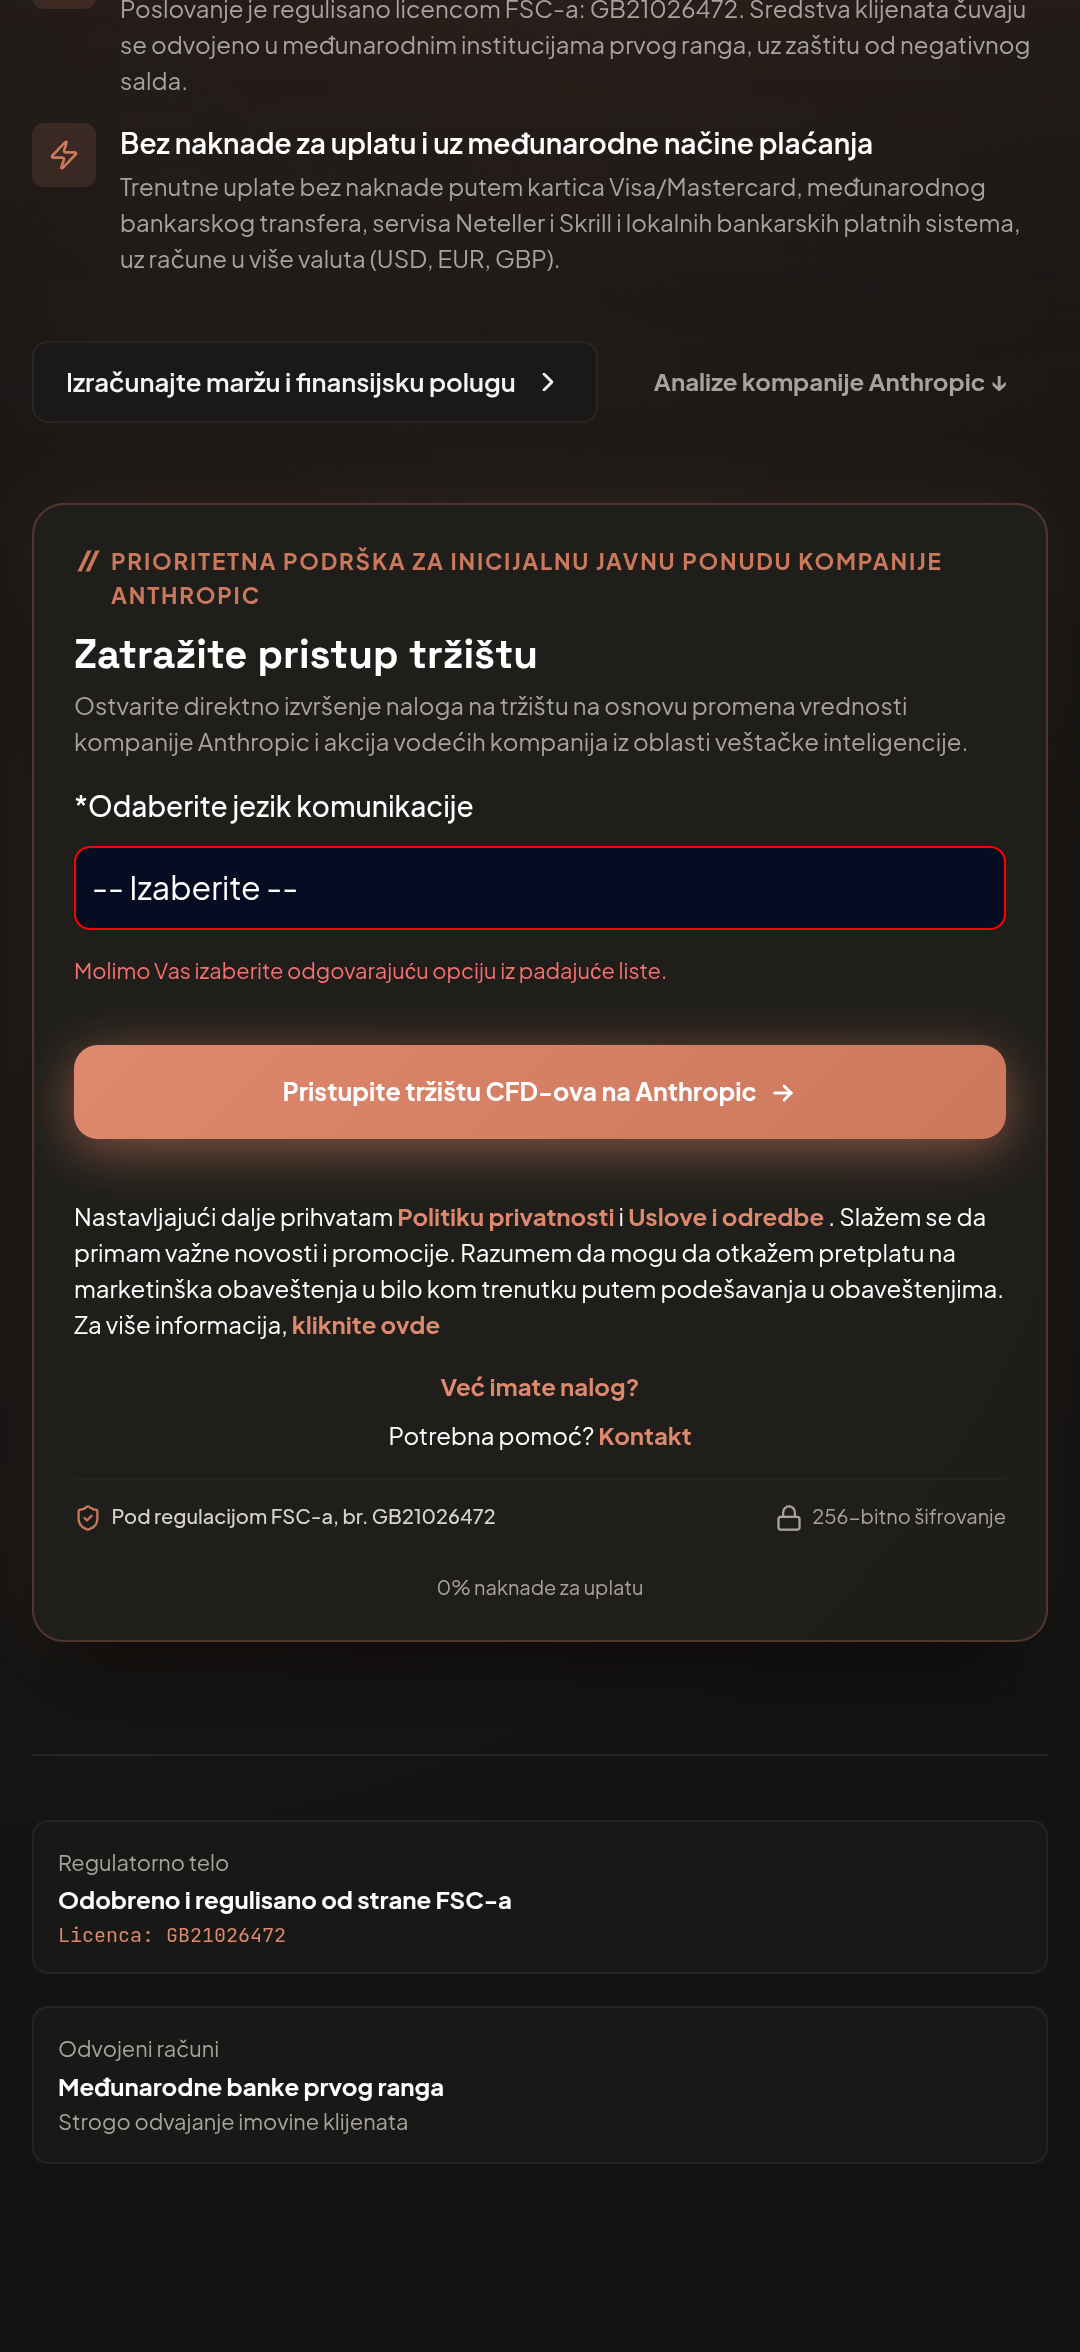 Poslovanje je regulisano licencom FSC-a: GB21026472. Sredstva klijenata čuvaju
se odvojeno u međunarodnim institucijama prvog ranga, uz zaštitu od negativnog
salda.
Bez naknade za uplatu i uz međunarodne načine plaćanja
Trenutne uplate bez naknade putem kartica Visa/Mastercard, međunarodnog
bankarskog transfera, servisa Neteller i Skrill i lokalnih bankarskih platnih sistema,
uz račune u više valuta (USD, EUR, GBP).
Izračunajte maržu i finansijsku polugu
Analize kompanije Anthropic ↓
// PRIORITETNA PODRŠKA ZA INICIJALNU JAVNU PONUDU KOMPANIJE
ANTHROPIC
Zatražite pristup tržištu
Ostvarite direktno izvršenje naloga na tržištu na osnovu promena vrednosti
kompanije Anthropic i akcija vodećih kompanija iz oblasti veštačke inteligencije.
*Odaberite jezik komunikacije
-- Izaberite --
Molimo Vas izaberite odgovarajuću opciju iz padajuće liste.
Pristupite tržištu CFD-ova na Anthropic →
Nastavljajući dalje prihvatam Politiku privatnosti i Uslove i odredbe . Slažem se da
primam važne novosti i promocije. Razumem da mogu da otkažem pretplatu na
marketinška obaveštenja u bilo kom trenutku putem podešavanja u obaveštenjima.
Za više informacija, kliknite ovde
Već imate nalog?
Potrebna pomoć? Kontakt
Pod regulacijom FSC-a, br. GB21026472
256-bitno šifrovanje
0% naknade za uplatu
Regulatorno telo
Odobreno i regulisano od strane FSC-a
Licenca: GB21026472
Odvojeni računi
Međunarodne banke prvog ranga
Strogo odvajanje imovine klijenata